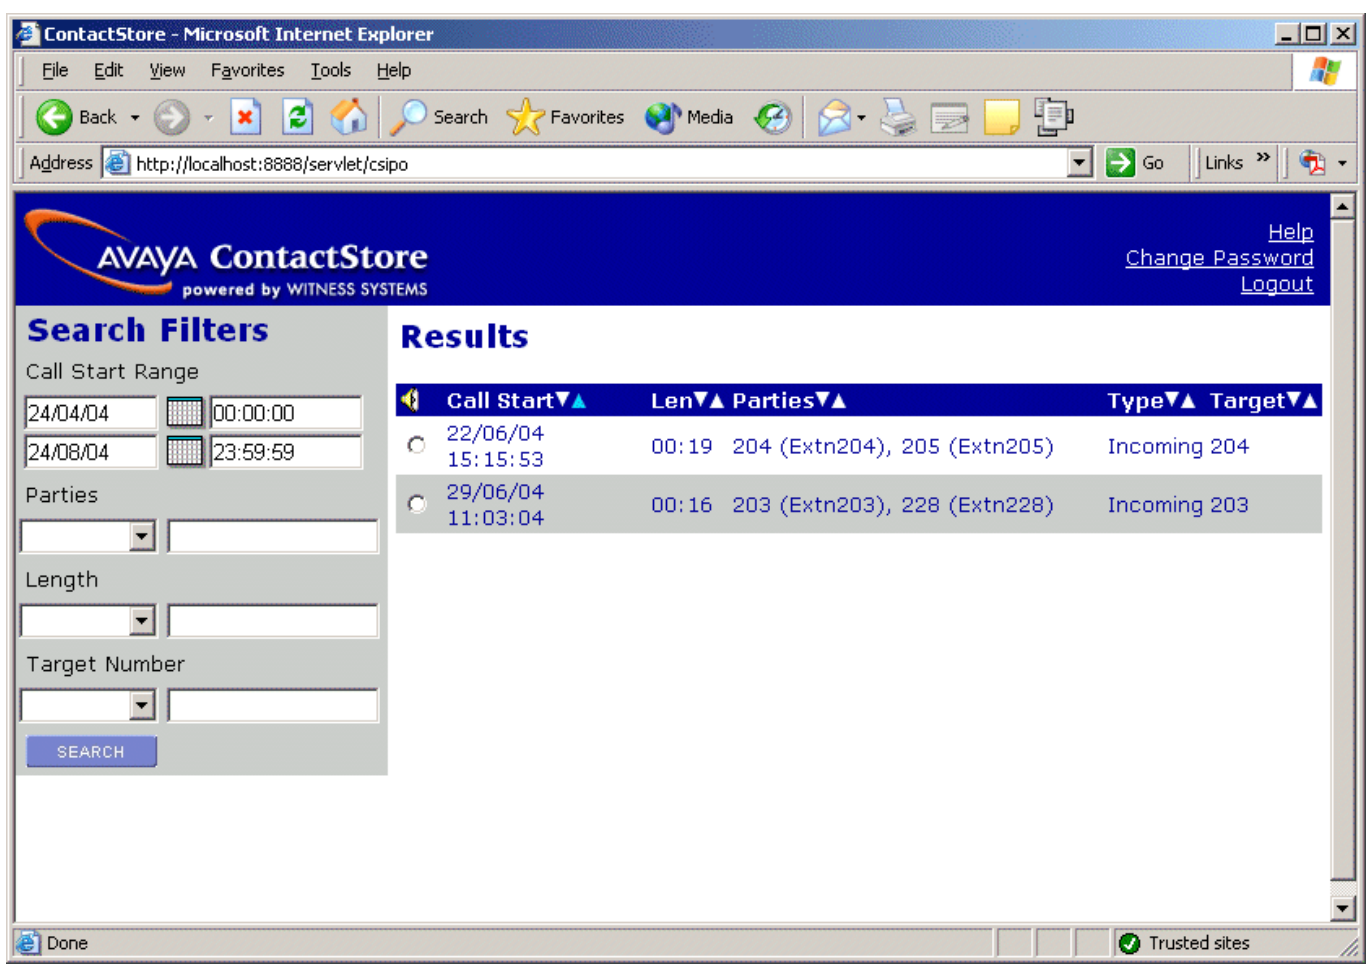 ContactStore - Microsoft Internet Explorer
File Edit View Favorites Tools Help
Back Search Favorites Media
Address http://localhost:8888/servlet/csipo Go Links »
AVAYA ContactStore
powered by WITNESS SYSTEMS
Help
Change Password
Logout
Search Filters
Call Start Range
24/04/04 00:00:00
24/08/04 23:59:59
Parties
Length
Target Number
SEARCH
Results
Call Start▼▲ Len▼▲ Parties▼▲ Type▼▲ Target▼▲
22/06/04
15:15:53 00:19 204 (Extn204), 205 (Extn205) Incoming 204
29/06/04
11:03:04 00:16 203 (Extn203), 228 (Extn228) Incoming 203
Done Trusted sites